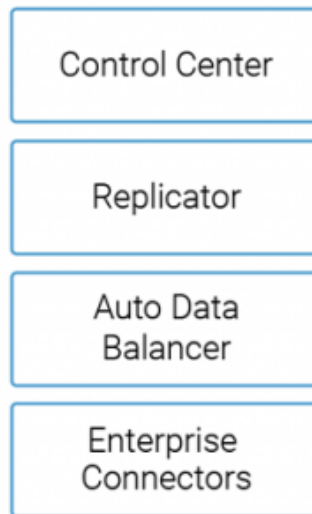 Control Center
Replicator
Auto Data
Balancer
Enterprise
Connectors